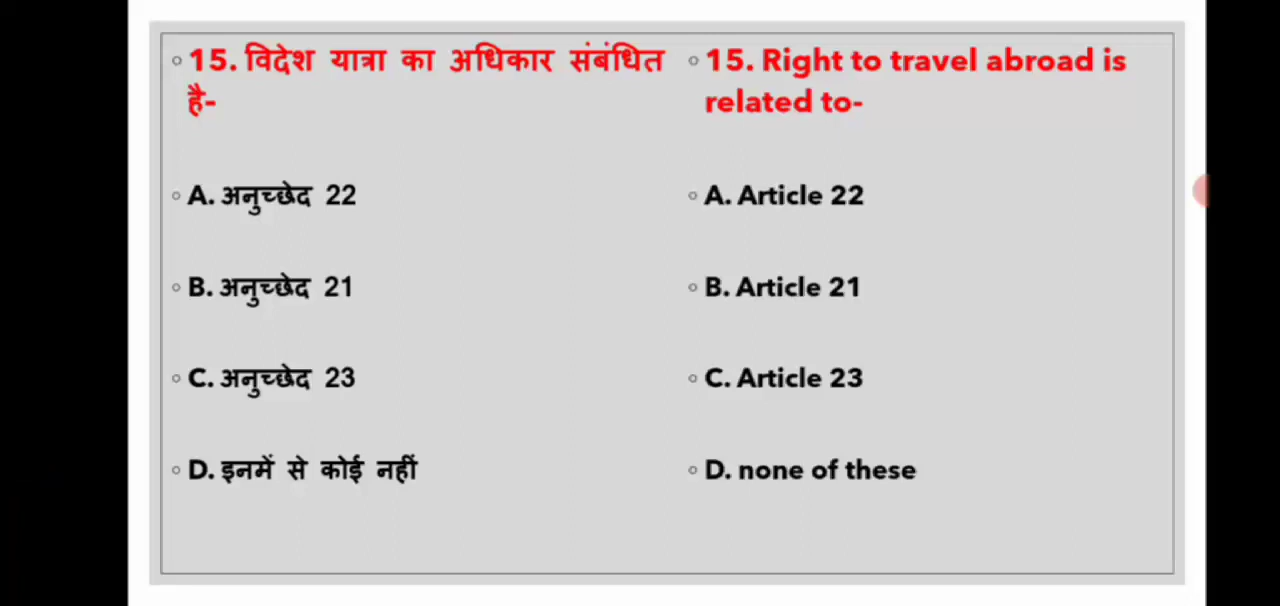 15. विदेश यात्रा का अधिकार संबंधित
है-
A. अनुच्छेद 22
B. अनुच्छेद 21
C. अनुच्छेद 23
D. इनमें से कोई नहीं
15. Right to travel abroad is
related to-
A. Article 22
B. Article 21
C. Article 23
D. none of these